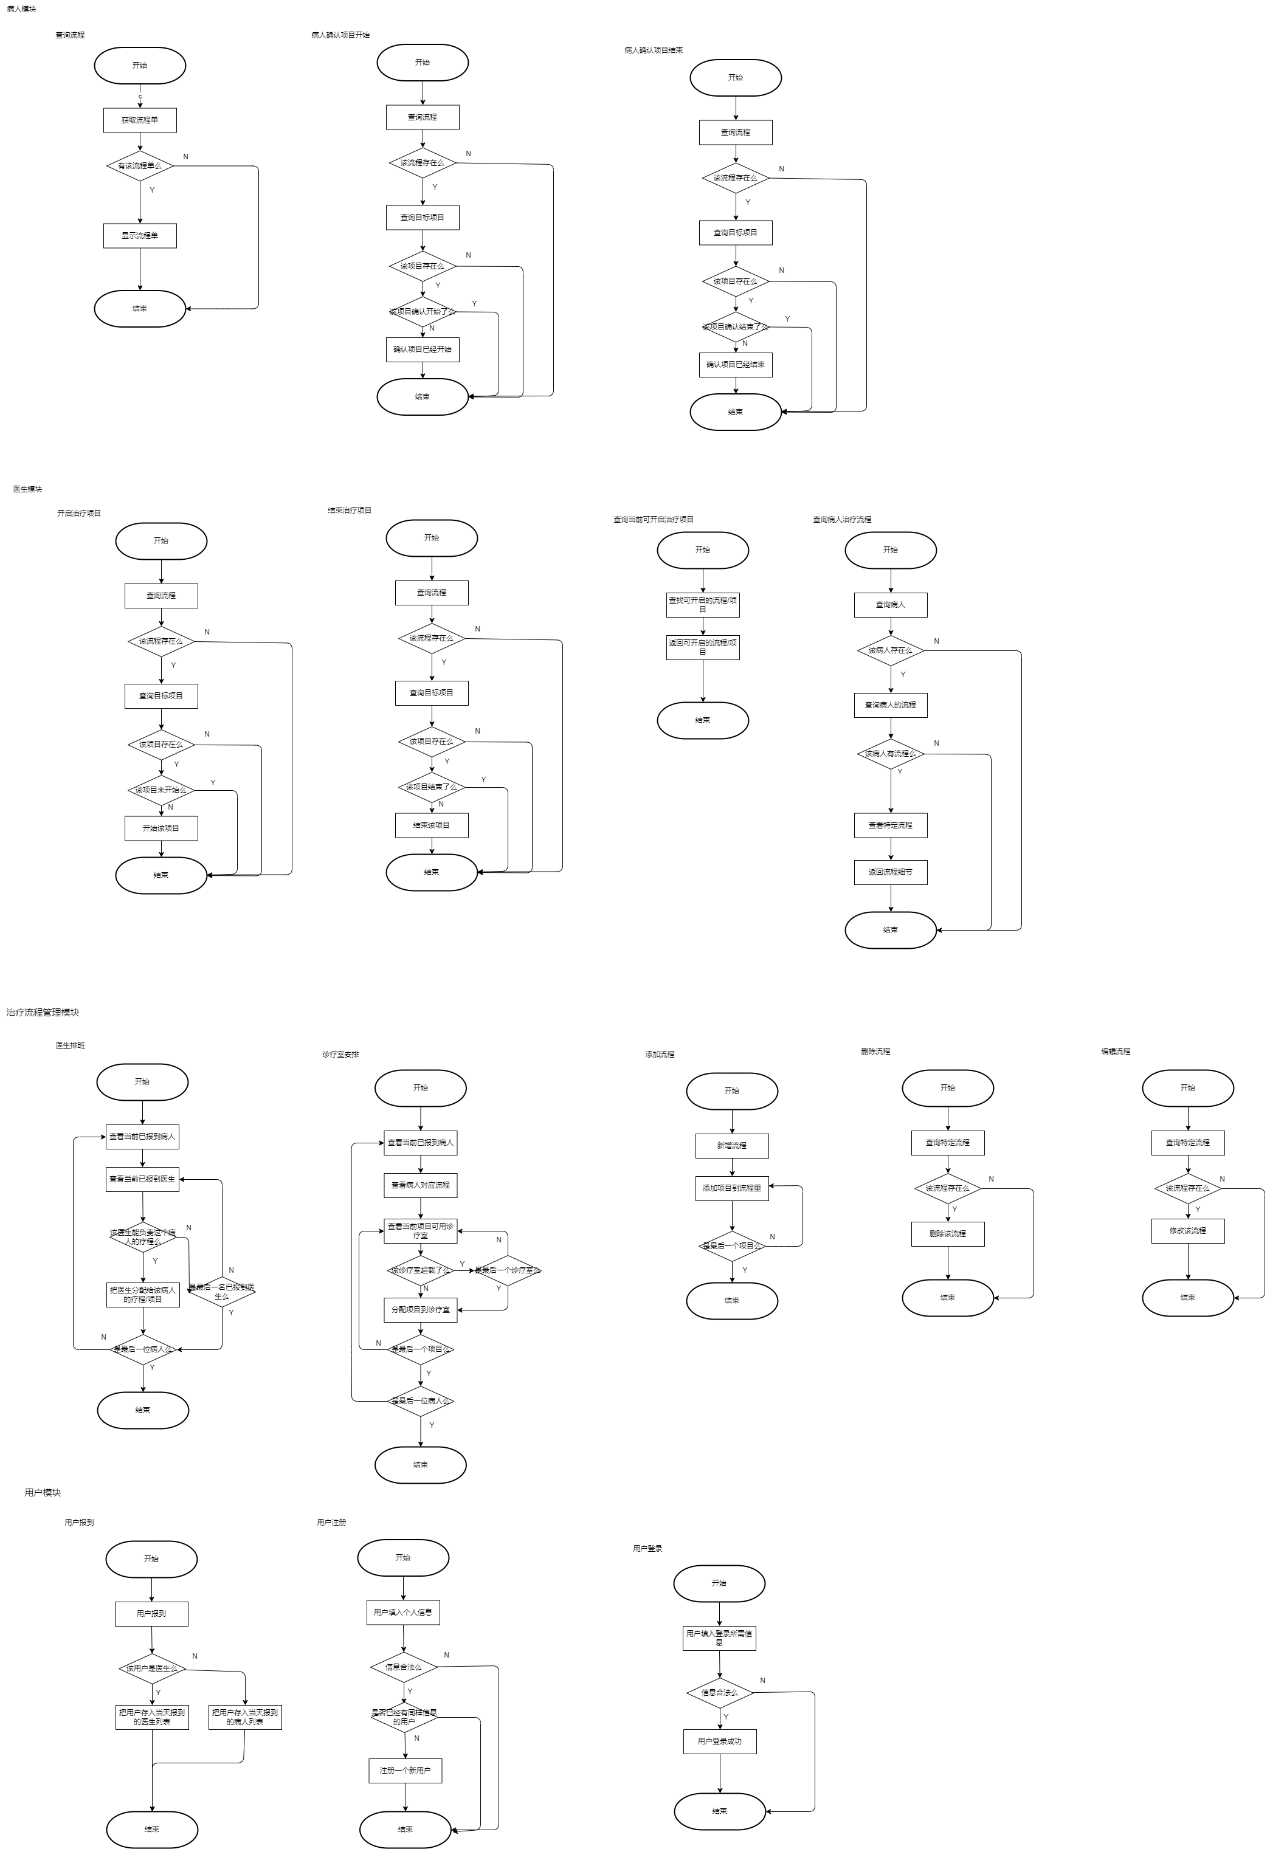 病人模块
查询流程
开始
c
获取流程单
有该流程单么
N
Y
显示流程单
结束
病人确认项目开始
开始
查询流程
该流程存在么
N
Y
查询目标项目
该项目存在么
N
Y
该项目确认开始了么
Y
N
确认项目已经开始
结束
病人确认项目结束
开始
查询流程
该流程存在么
N
Y
查询目标项目
该项目存在么
N
Y
该项目确认结束了么
Y
N
确认项目已经结束
结束
医生模块
开启治疗项目
开始
查询流程
该流程存在么
N
Y
查询目标项目
该项目存在么
N
Y
该项目未开始么
Y
N
开始该项目
结束
结束治疗项目
开始
查询流程
该流程存在么
N
Y
查询目标项目
该项目存在么
N
Y
该项目结束了么
Y
N
结束该项目
结束
查询当前可开启治疗项目
开始
查找可开启的流程/项
目
返回可开启的流程/项
目
结束
查询病人治疗流程
开始
查询病人
该病人存在么
N
Y
查询病人的流程
该病人有流程么
N
Y
查看特定流程
返回流程细节
结束
治疗流程管理模块
医生排班
开始
查看当前已报到病人
查看当前已报到医生
该医生能负责这个病
人的疗程么
N
Y
把医生分配给该病人
的疗程/项目
是最后一名已报到医
生么
N
Y
是最后一位病人么
N
Y
结束
诊疗室安排
开始
查看当前已报到病人
查看病人对应流程
查看当前项目可用诊
疗室
该诊疗室超载了么
Y
N
是最后一个诊疗室么
N
Y
分配项目到诊疗室
是最后一个项目么
N
Y
是最后一位病人么
Y
结束
添加流程
开始
新增流程
添加项目到流程里
是最后一个项目么
N
Y
结束
删除流程
开始
查询特定流程
该流程存在么
N
Y
删除该流程
结束
编辑流程
开始
查询特定流程
该流程存在么
N
Y
修改该流程
结束
用户模块
用户报到
开始
用户报到
该用户是医生么
N
Y
把用户存入当天报到
的医生列表
把用户存入当天报到
的病人列表
结束
用户注册
开始
用户填入个人信息
信息合法么
N
Y
是否已经有同样信息
的用户
N
注册一个新用户
结束
用户登录
开始
用户填入登录所需信
息
信息合法么
N
Y
用户登录成功
结束